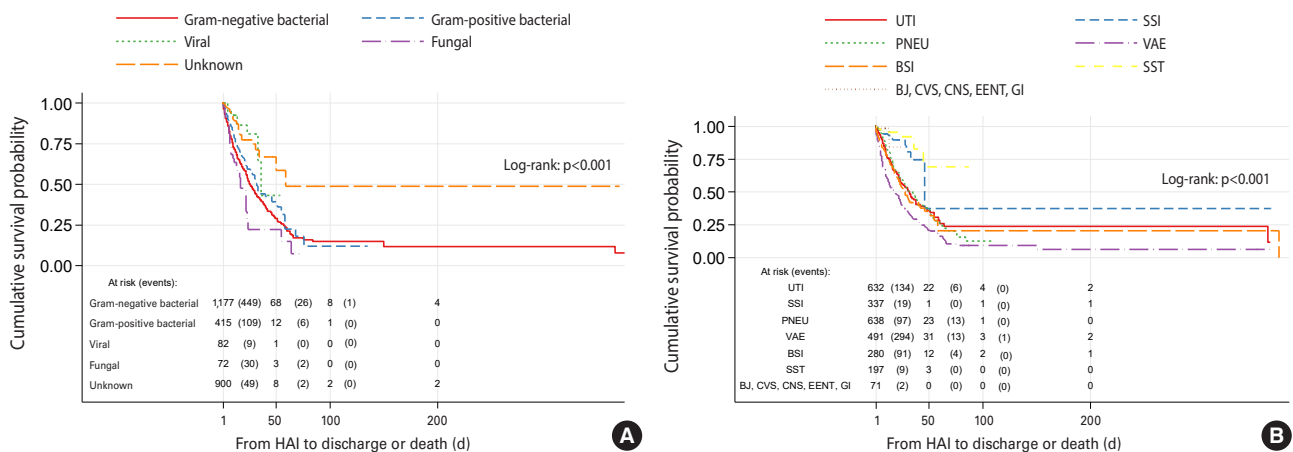 Gram-negative bacterial Gram-positive bacterial
Viral Fungal
Unknown
Cumulative survival probability
1.00
0.75
0.50
0.25
0.00
Log-rank: p<0.001
At risk (events):
Gram-negative bacterial 1,177 (449) 68 (26) 8 (1) 4
Gram-positive bacterial 415 (109) 12 (6) 1 (0) 0
Viral 82 (9) 1 (0) 0 (0) 0
Fungal 72 (30) 3 (2) 0 (0) 0
Unknown 900 (49) 8 (2) 2 (0) 2
1 50 100 200
From HAI to discharge or death (d)
A
UTI SSI
PNEU VAE
BSI SST
BJ, CVS, CNS, EENT, GI
Cumulative survival probability
1.00
0.75
0.50
0.25
0.00
Log-rank: p<0.001
At risk (events):
UTI 632 (134) 22 (6) 4 (0) 2
SSI 337 (19) 1 (0) 1 (0) 1
PNEU 638 (97) 23 (13) 1 (0) 0
VAE 491 (294) 31 (13) 3 (1) 2
BSI 280 (91) 12 (4) 2 (0) 1
SST 197 (9) 3 (0) 0 (0) 0
BJ, CVS, CNS, EENT, GI 71 (2) 0 (0) 0 (0) 0
1 50 100 200
From HAI to discharge or death (d)
B